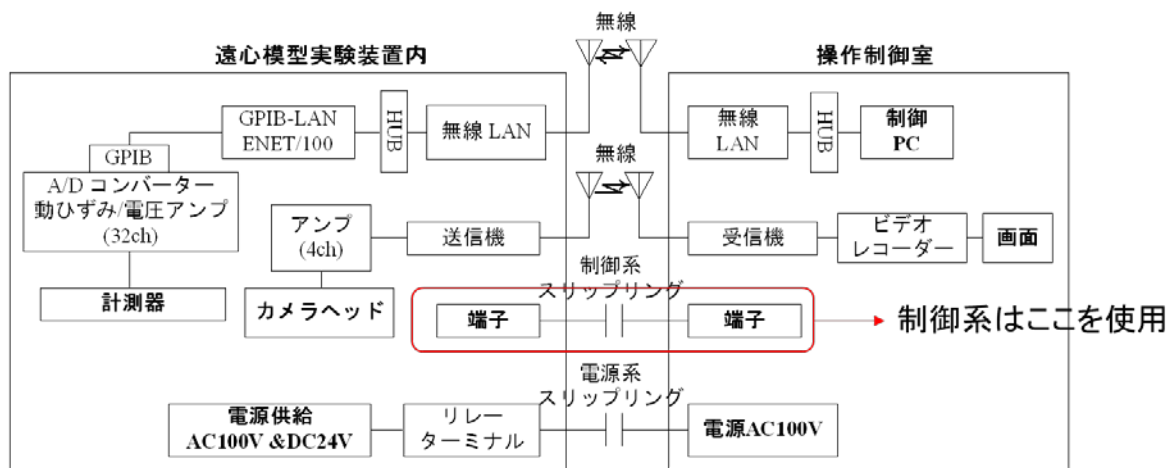 無線
遠心模型実験装置内
操作制御室
GPIB-LAN
ENET/100
HUB
無線 LAN
無線
LAN
HUB
制御
PC
GPIB
A/D コンバーター
動ひずみ/電圧アンプ
(32ch)
無線
アンプ
(4ch)
送信機
受信機
ビデオ
レコーダー
画面
計測器
カメラヘッド
制御系
スリップリング
端子
端子
制御系はここを使用
電源系
スリップリング
電源供給
AC100V &DC24V
リレー
ターミナル
電源AC100V